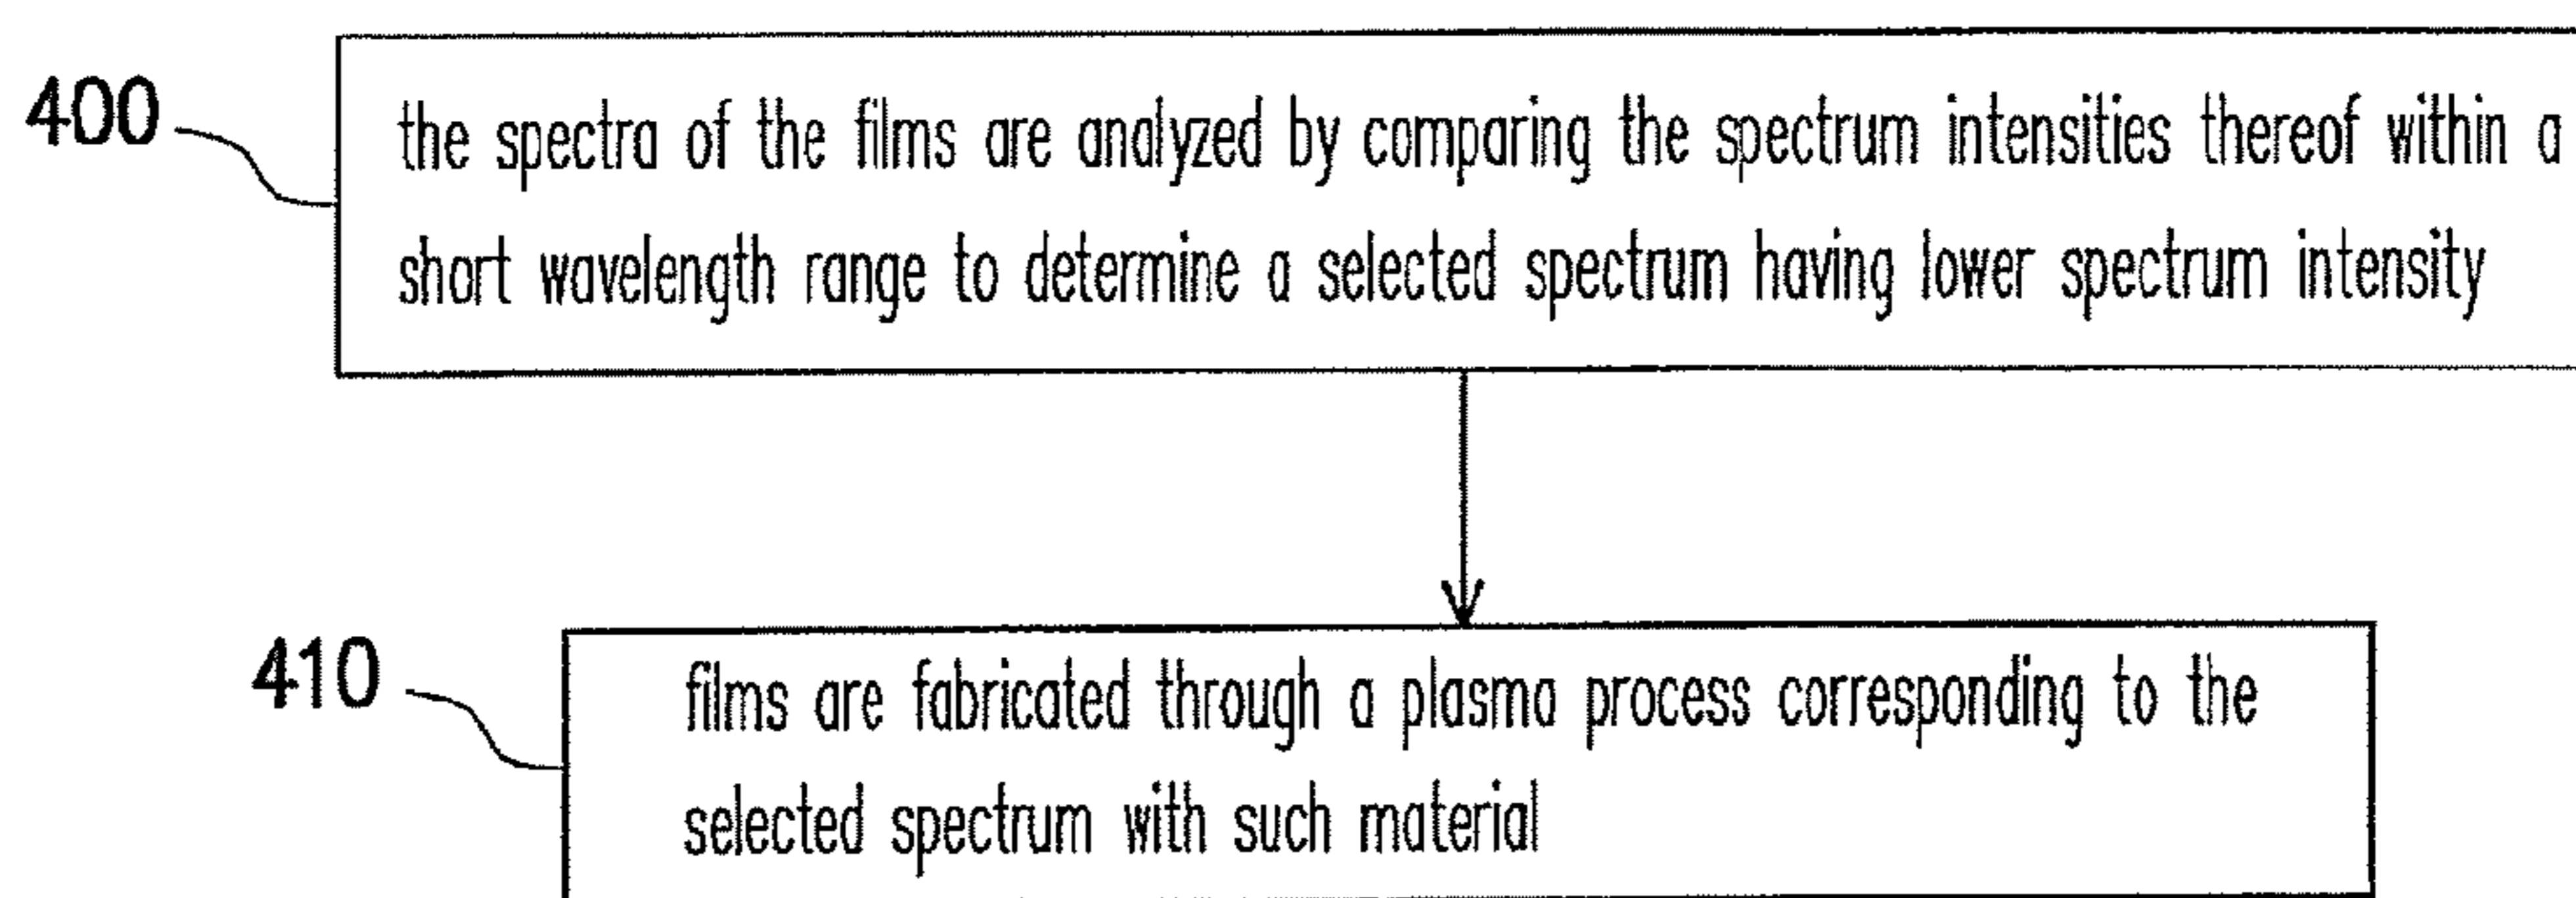 400
the spectra of the films are analyzed by comparing the spectrum intensities thereof within a
short wavelength range to determine a selected spectrum having lower spectrum intensity
410
films are fabricated through a plasma process corresponding to the
selected spectrum with such material